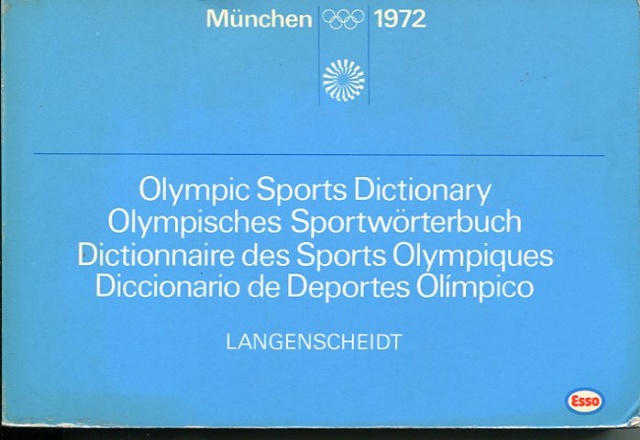 München 1972
Olympic Sports Dictionary
Olympisches Sportwörterbuch
Dictionnaire des Sports Olympiques
Diccionario de Deportes Olímpico
LANGENSCHEIDT
Esso